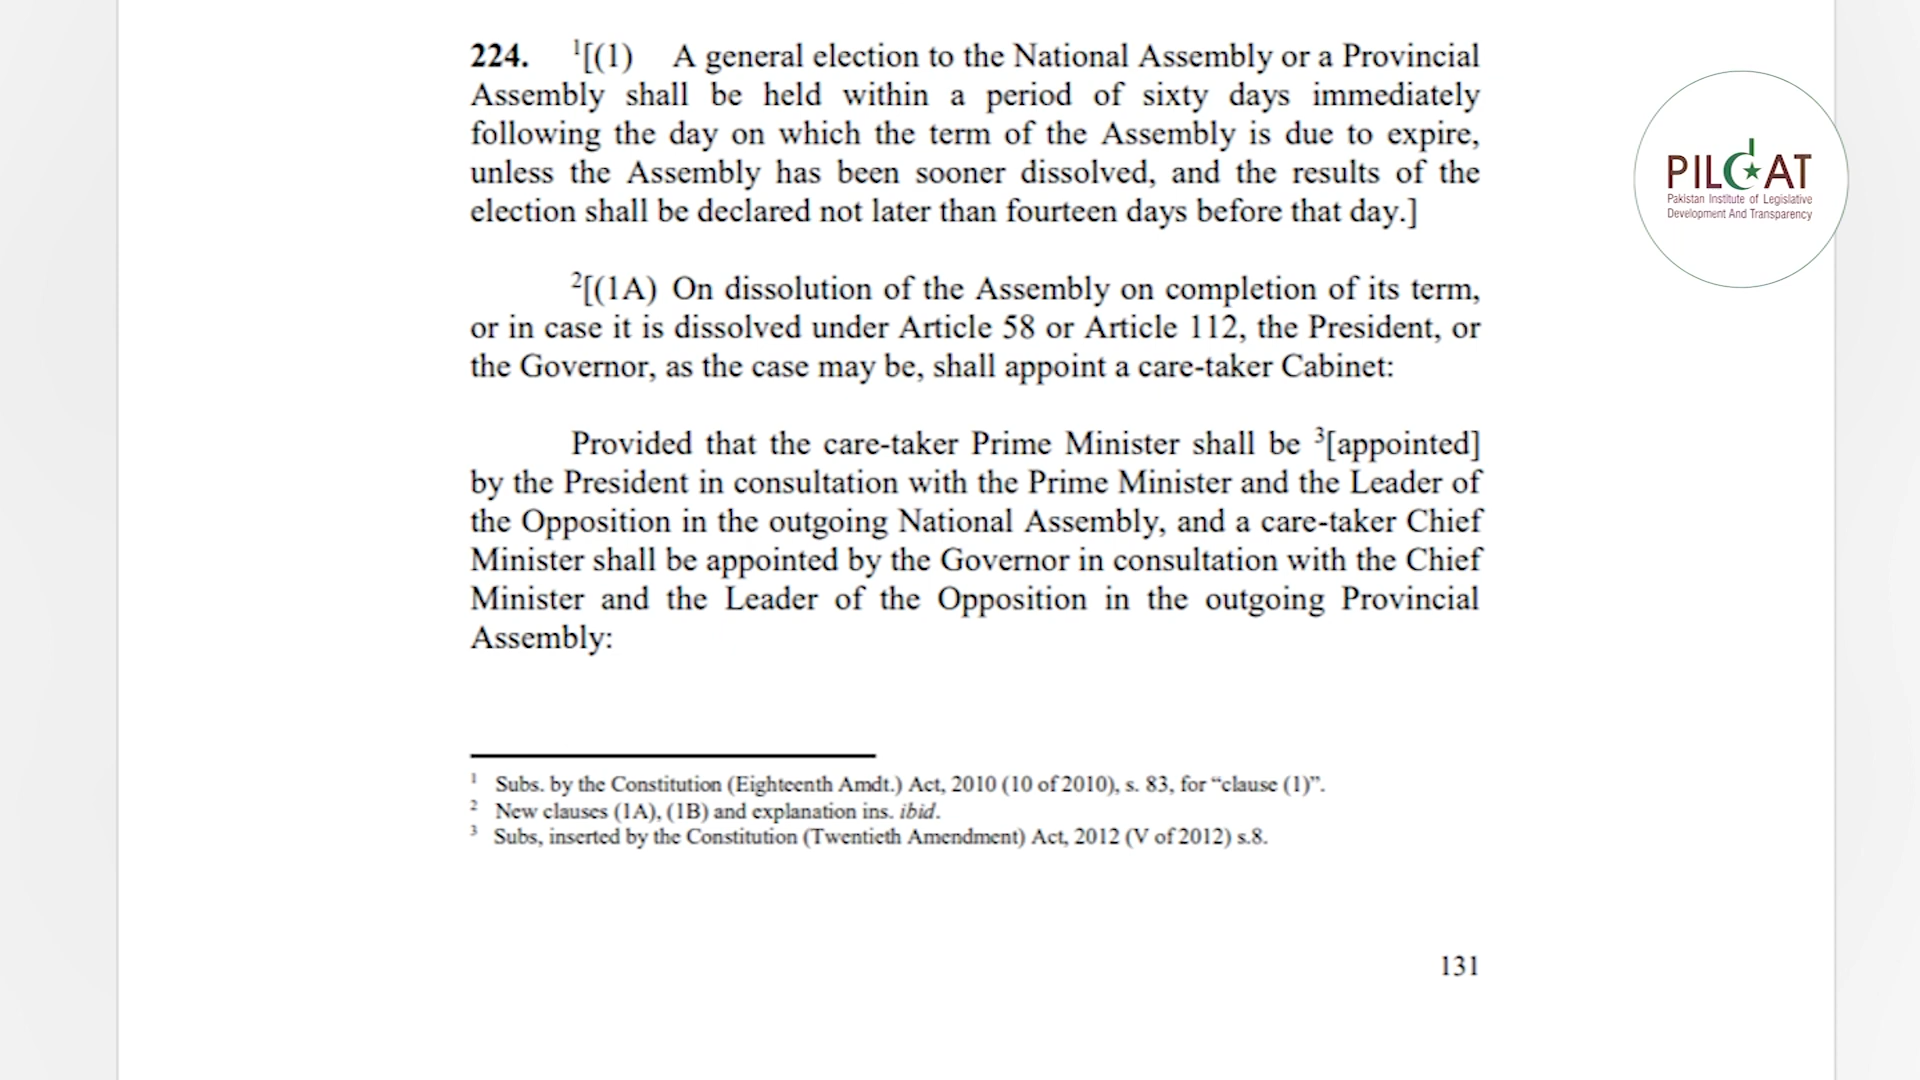 224. ¹[(1) A general election to the National Assembly or a Provincial
Assembly shall be held within a period of sixty days immediately
following the day on which the term of the Assembly is due to expire,
unless the Assembly has been sooner dissolved, and the results of the
election shall be declared not later than fourteen days before that day.]
²[(1A) On dissolution of the Assembly on completion of its term,
or in case it is dissolved under Article 58 or Article 112, the President, or
the Governor, as the case may be, shall appoint a care-taker Cabinet:
Provided that the care-taker Prime Minister shall be ³[appointed]
by the President in consultation with the Prime Minister and the Leader of
the Opposition in the outgoing National Assembly, and a care-taker Chief
Minister shall be appointed by the Governor in consultation with the Chief
Minister and the Leader of the Opposition in the outgoing Provincial
Assembly:
¹ Subs. by the Constitution (Eighteenth Amdt.) Act, 2010 (10 of 2010), s. 83, for “clause (1)”.
² New clauses (1A), (1B) and explanation ins. ibid.
³ Subs, inserted by the Constitution (Twentieth Amendment) Act, 2012 (V of 2012) s.8.
131
PILDAT
Pakistan Institute of Legislative
Development And Transparency